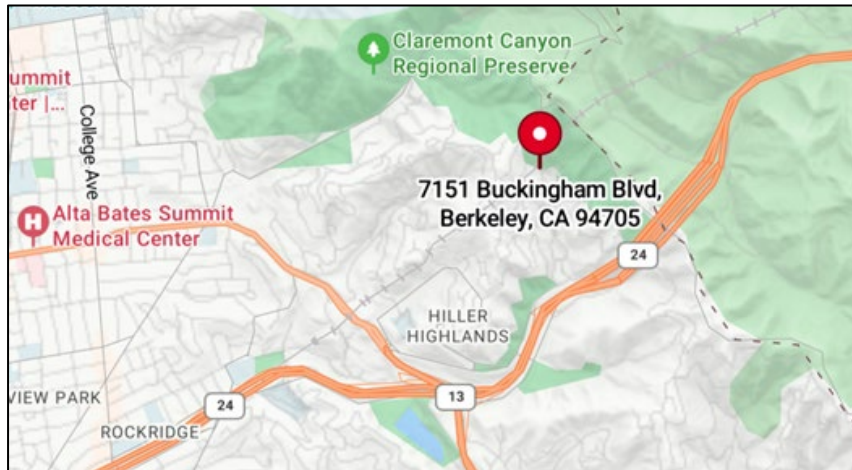 Claremont Canyon
Regional Preserve
ummit
ter |...
College Ave
7151 Buckingham Blvd,
Berkeley, CA 94705
H
Alta Bates Summit
Medical Center
24
HILLER
HIGHLANDS
13
VIEW PARK
24
ROCKRIDGE